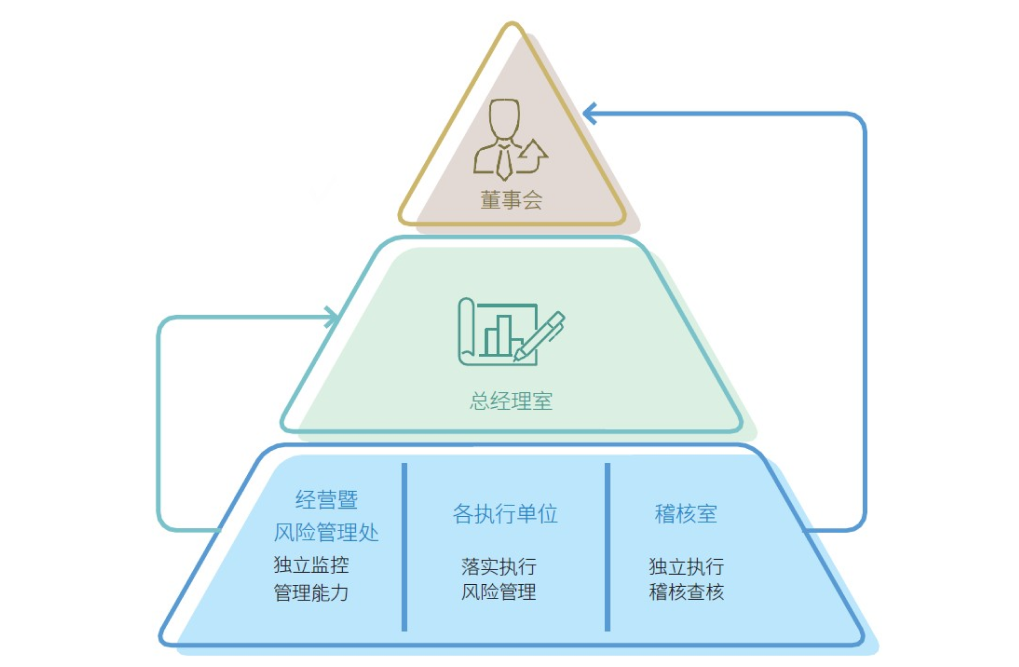 董事会
总经理室
经营暨
风险管理处
独立监控
管理能力
各执行单位
落实执行
风险管理
稽核室
独立执行
稽核查核